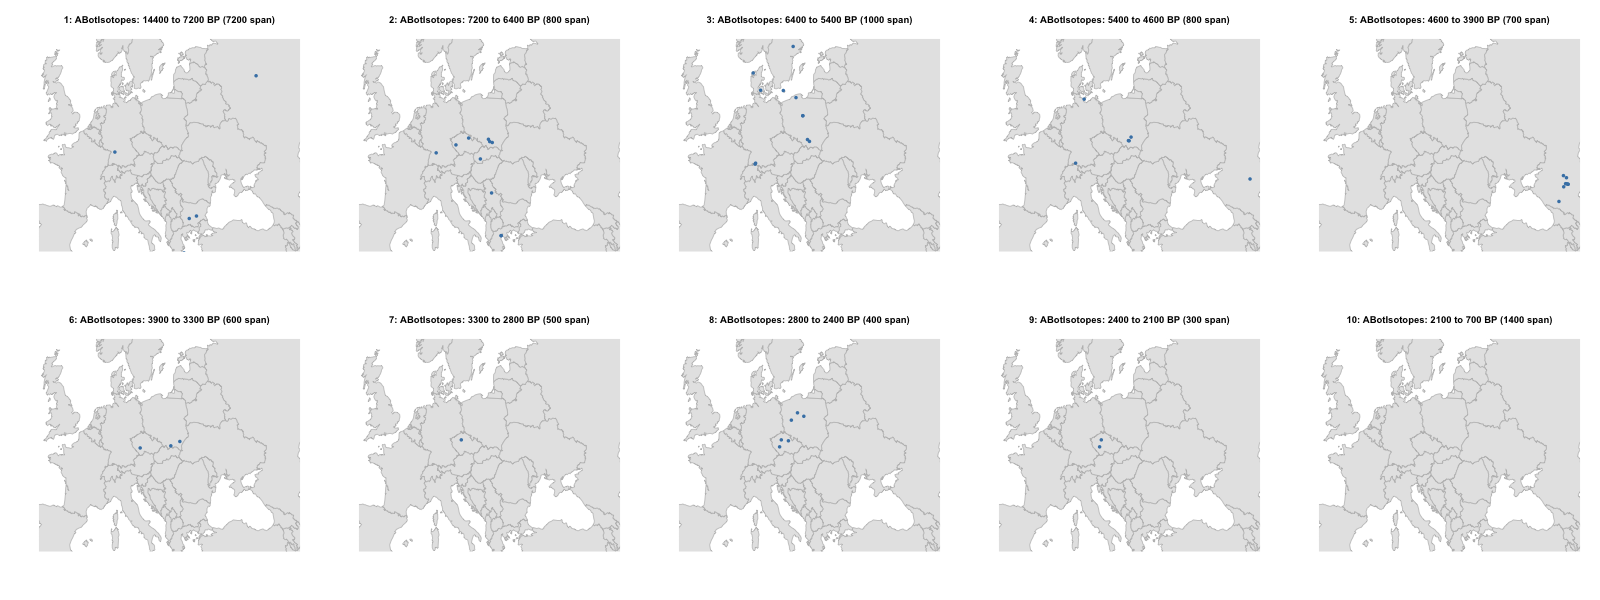 1: ABotIsotopes: 14400 to 7200 BP (7200 span)
2: ABotIsotopes: 7200 to 6400 BP (800 span)
3: ABotIsotopes: 6400 to 5400 BP (1000 span)
4: ABotIsotopes: 5400 to 4600 BP (800 span)
5: ABotIsotopes: 4600 to 3900 BP (700 span)
6: ABotIsotopes: 3900 to 3300 BP (600 span)
7: ABotIsotopes: 3300 to 2800 BP (500 span)
8: ABotIsotopes: 2800 to 2400 BP (400 span)
9: ABotIsotopes: 2400 to 2100 BP (300 span)
10: ABotIsotopes: 2100 to 700 BP (1400 span)